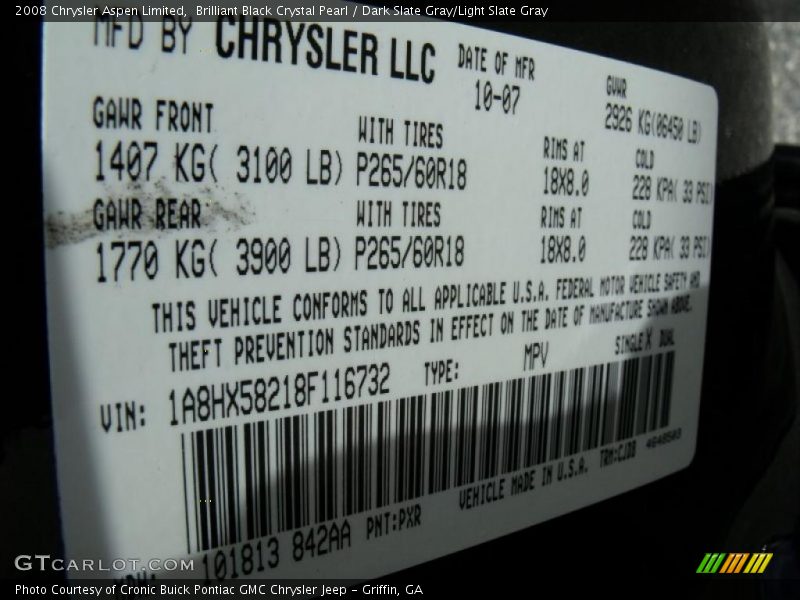 2008 Chrysler Aspen Limited, Brilliant Black Crystal Pearl / Dark Slate Gray/Light Slate Gray
MFD BY CHRYSLER LLC DATE OF MFR GVWR
10-07 2926 KG(06450 LB)
GAWR FRONT WITH TIRES RIMS AT COLD
1407 KG( 3100 LB) P265/60R18 18X8.0 228 KPA( 33 PSI)
GAWR REAR WITH TIRES RIMS AT COLD
1770 KG( 3900 LB) P265/60R18 18X8.0 228 KPA( 33 PSI)
THIS VEHICLE CONFORMS TO ALL APPLICABLE U.S.A. FEDERAL MOTOR VEHICLE SAFETY AND
THEFT PREVENTION STANDARDS IN EFFECT ON THE DATE OF MANUFACTURE SHOWN ABOVE.
VIN: 1A8HX58218F116732 TYPE: MPV SINGLE X DUAL
VEHICLE MADE IN U.S.A. TRM:CJDB
101813 842AA PNT:PXR
GTCARLOT.COM
Photo Courtesy of Cronic Buick Pontiac GMC Chrysler Jeep - Griffin, GA